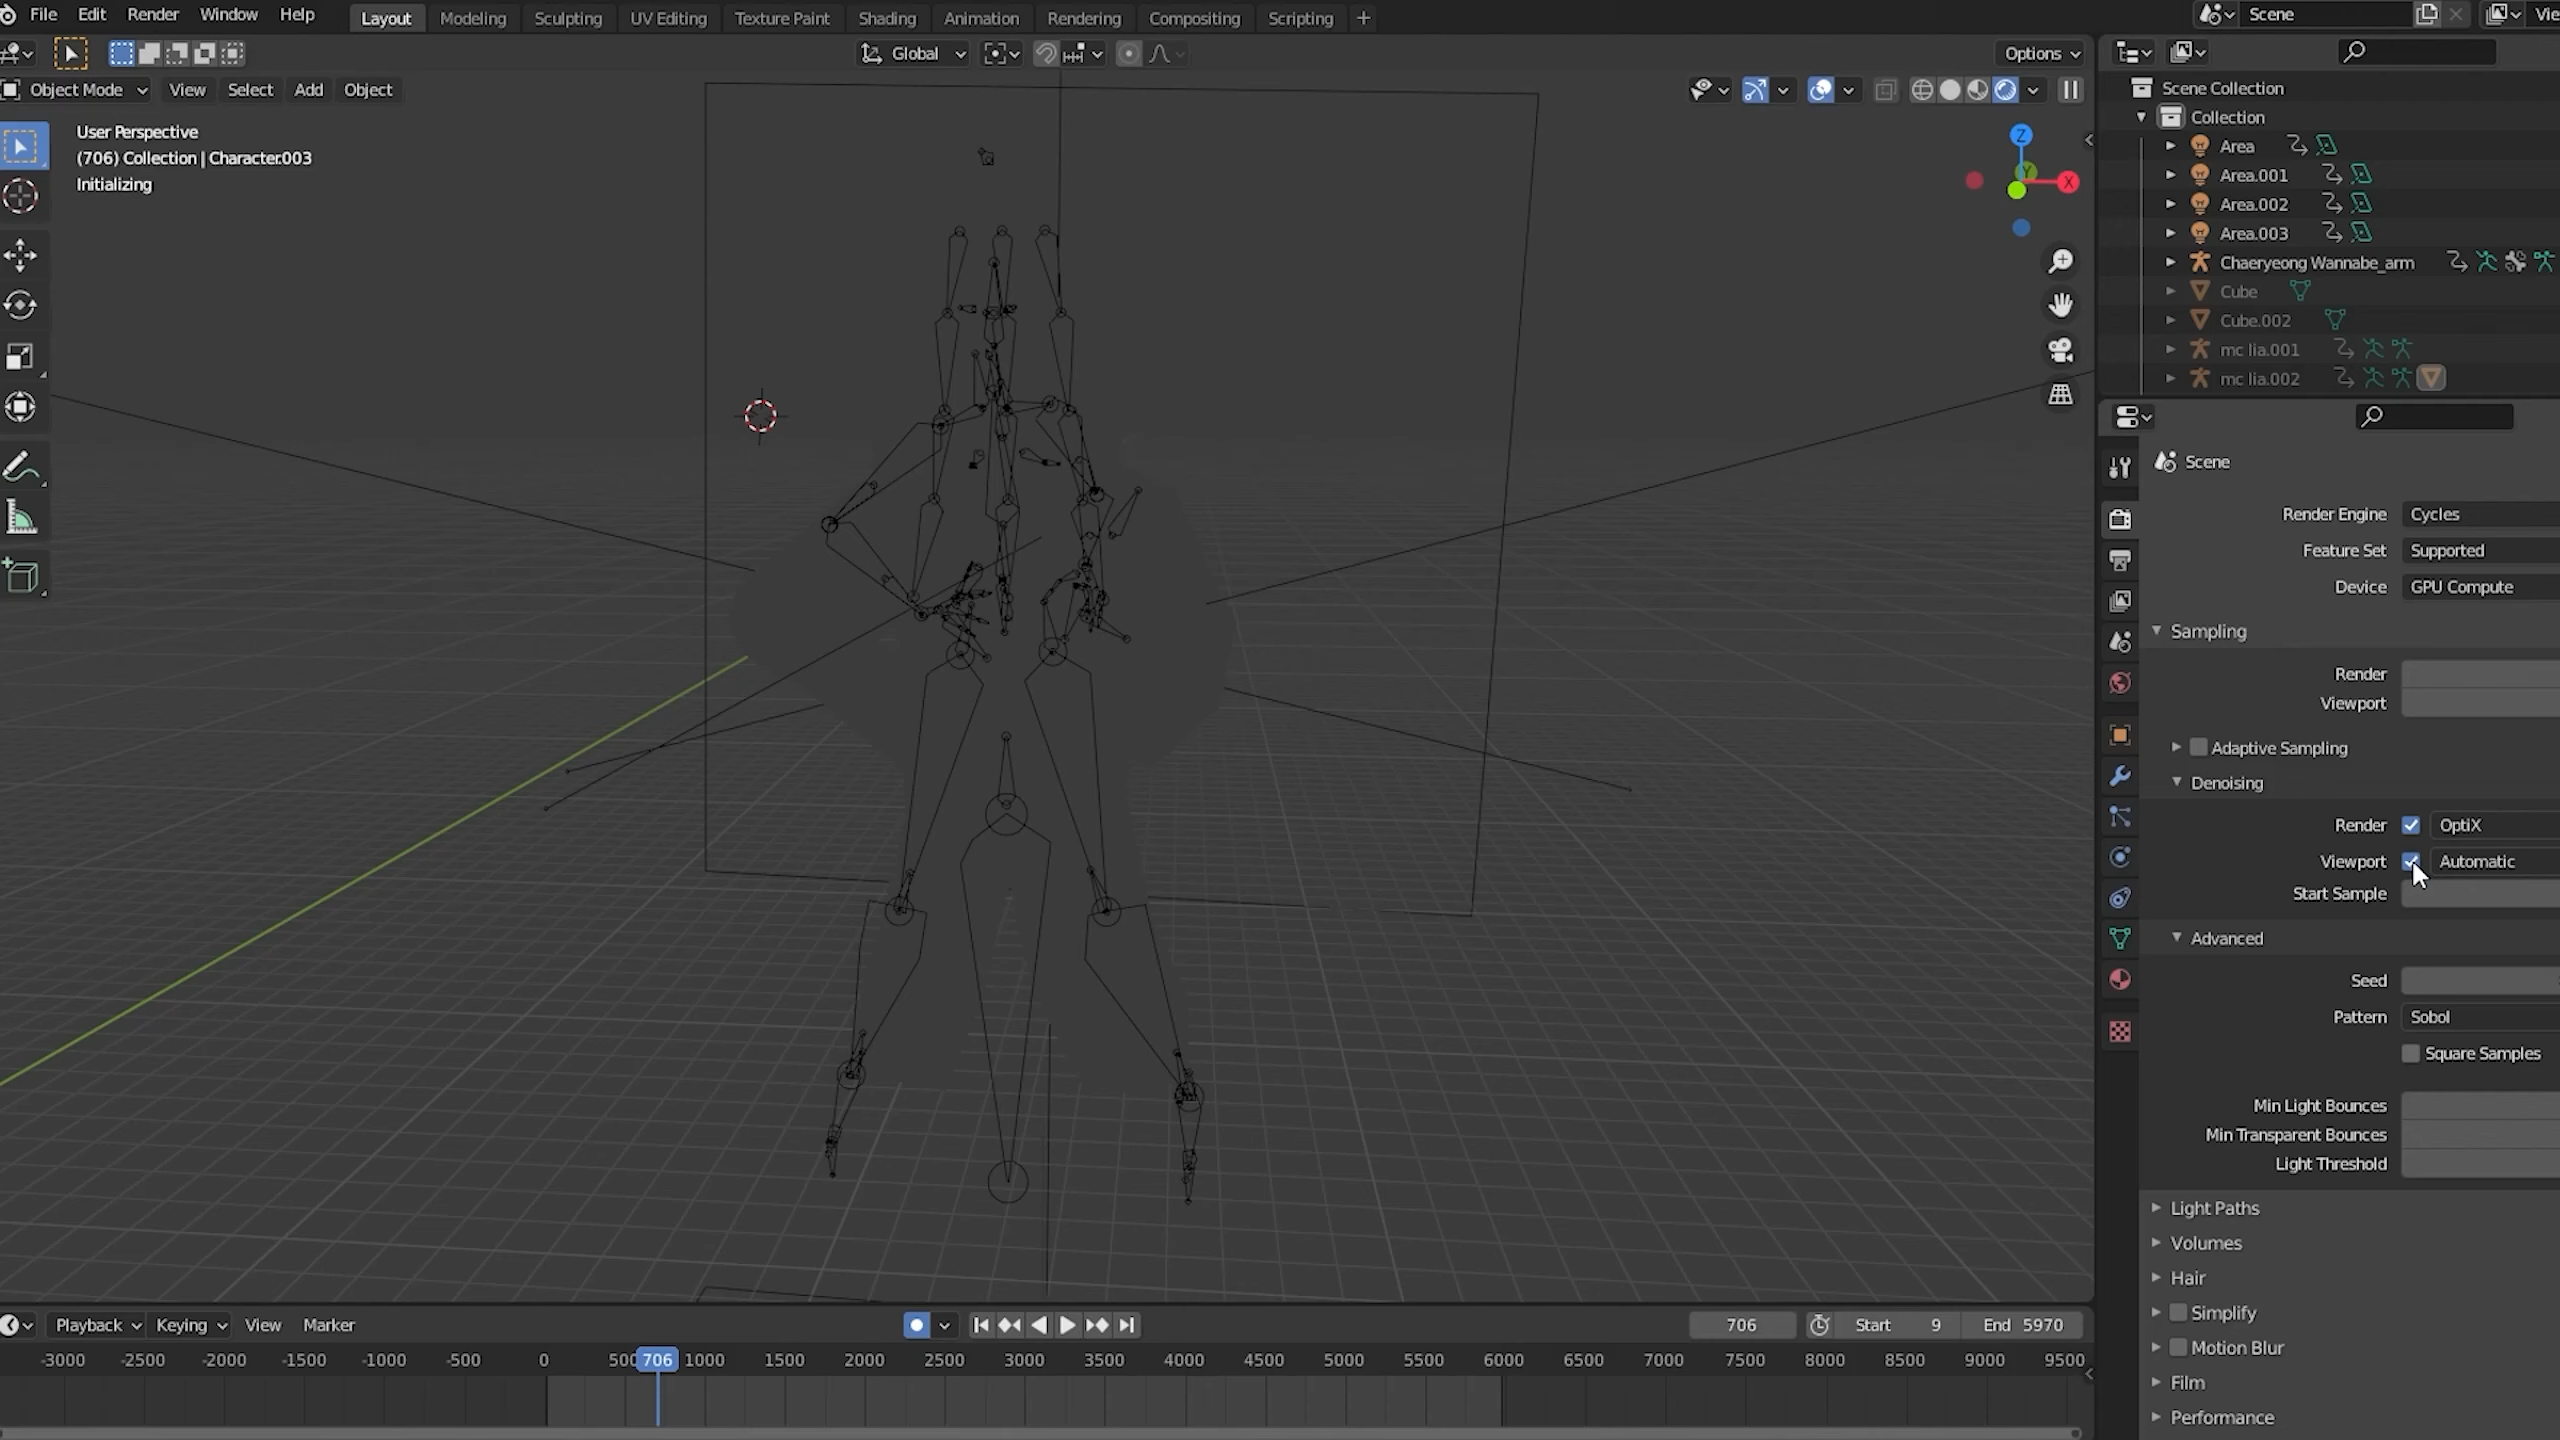 File Edit Render Window Help Layout Modeling Sculpting UV Editing Texture Paint Shading Animation Rendering Compositing Scripting + Scene
Global Options
Object Mode View Select Add Object
User Perspective
(706) Collection | Character.003
Initializing
Z
Y
X
Scene Collection
Collection
Area
Area.001
Area.002
Area.003
Chaeryeong Wannabe_arm
Cube
Cube.002
mc lia.001
mc lia.002
Scene
Render Engine Cycles
Feature Set Supported
Device GPU Compute
Sampling
Render
Viewport
Adaptive Sampling
Denoising
Render OptiX
Viewport Automatic
Start Sample
Advanced
Seed
Pattern Sobol
Square Samples
Min Light Bounces
Min Transparent Bounces
Light Threshold
Light Paths
Volumes
Hair
Simplify
Motion Blur
Film
Performance
Playback Keying View Marker 706 Start 9 End 5970
-3000 -2500 -2000 -1500 -1000 -500 0 500 706 1000 1500 2000 2500 3000 3500 4000 4500 5000 5500 6000 6500 7000 7500 8000 8500 9000 9500